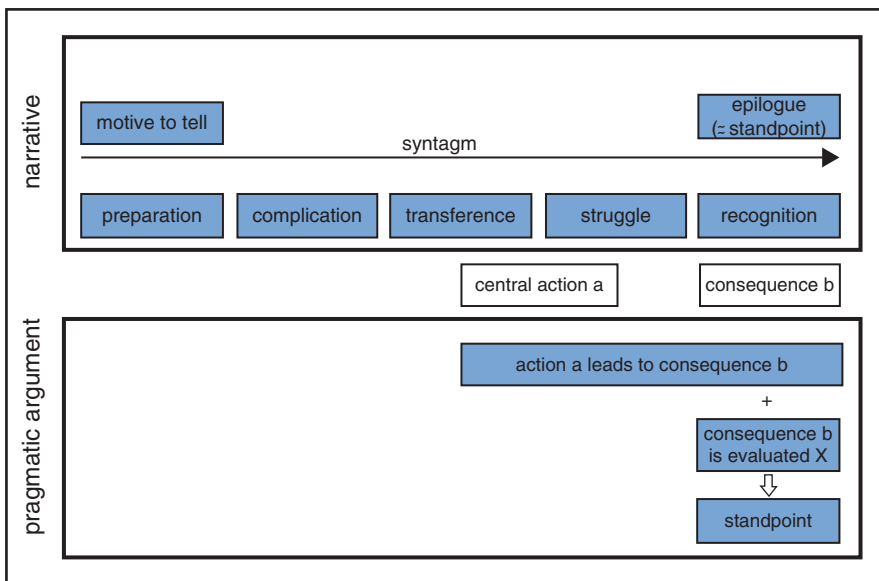 narrative
motive to tell
epilogue
(≃ standpoint)
syntagm
preparation
complication
transference
struggle
recognition
central action a
consequence b
pragmatic argument
action a leads to consequence b
+
consequence b
is evaluated X
standpoint